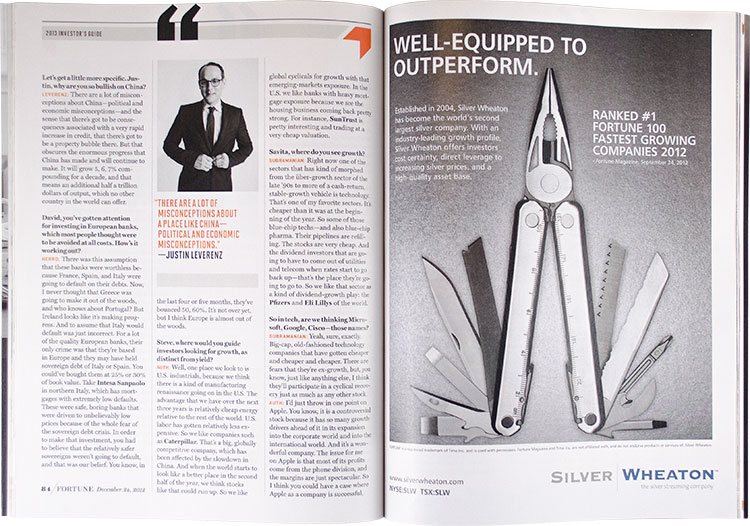 2013 INVESTOR'S GUIDE
Let's get a little more specific. Jus-
tin, why are you so bullish on China?
LEVERENZ: There are a lot of miscon-
ceptions about China—political and
economic misconceptions—and the
sense that there's got to be conse-
quences associated with a very rapid
increase in credit, that there's got to
be a property bubble there. But that
obscures the enormous progress that
China has made and will continue to
make. It will grow 5, 6, 7% com-
pounding for a decade, and that
means an additional half a trillion
dollars of output, which no other
country in the world can offer.
David, you've gotten attention
for investing in European banks,
which most people thought were
to be avoided at all costs. How's it
working out?
HERRO: There was this assumption
that these banks were worthless be-
cause France, Spain, and Italy were
going to default on their debts. Now,
I never thought that Greece was
going to make it out of the woods,
and who knows about Portugal? But
Ireland looks like it's making prog-
ress. And to assume that Italy would
default was just incorrect. For a lot
of the quality European banks, their
only crime was that they're based
in Europe and they may have held
sovereign debt of Italy or Spain. You
could've bought them at 25% or 30%
of book value. Take Intesa Sanpaolo
in northern Italy, which has mort-
gages with extremely low defaults.
These were safe, boring banks that
were driven to unbelievably low
prices because of the whole fear of
the sovereign debt crisis. In order
to make that investment, you had
to believe that the relatively safer
sovereigns weren't going to default,
and that was our belief. You know, in
"THERE ARE A LOT OF
MISCONCEPTIONS ABOUT
A PLACE LIKE CHINA—
POLITICAL AND ECONOMIC
MISCONCEPTIONS."
—JUSTIN LEVERENZ
the last four or five months, they've
bounced 50, 60%. It's not over yet,
but I think Europe is almost out of
the woods.
Steve, where would you guide
investors looking for growth, as
distinct from yield?
AUTH: Well, one place we look to is
U.S. industrials, because we think
there is a kind of manufacturing
renaissance going on in the U.S. The
advantage that we have over the next
three years is relatively cheap energy
relative to the rest of the world. U.S.
labor has gotten relatively less ex-
pensive. So we like companies such
as Caterpillar. That's a big, globally
competitive company, which has
been affected by the slowdown in
China. And when the world starts to
look like a better place in the second
half of the year, we think stocks
like that could run up. So we like
global cyclicals for growth with that
emerging-markets exposure. In the
U.S. we like banks with heavy mort-
gage exposure because we see the
housing business coming back pretty
strong. For instance, SunTrust is
pretty interesting and trading at a
very cheap valuation.
Savita, where do you see growth?
SUBRAMANIAN: Right now one of the
sectors that has kind of morphed
from the über-growth sector of the
late '90s to more of a cash-return,
stable-growth vehicle is technology.
That's one of my favorite sectors. It's
cheaper than it was at the begin-
ning of the year. So some of those
blue-chip techs—and also blue-chip
pharma. Their pipelines are refill-
ing. The stocks are very cheap. And
the dividend investors that are go-
ing to have to come out of utilities
and telecom when rates start to go
back up—that's the place they're go-
ing to go to. So we like that sector as
a kind of dividend-growth play: the
Pfizers and Eli Lillys of the world.
So in tech, are we thinking Micro-
soft, Google, Cisco—those names?
SUBRAMANIAN: Yeah, sure, exactly.
Big-cap, old-fashioned technology
companies that have gotten cheaper
and cheaper and cheaper. There are
fears that they're ex-growth, but, you
know, just like anything else, I think
they'll participate in a cyclical recov-
ery just as much as any other stock.
AUTH: I'd just throw in one point on
Apple. You know, it is a controversial
stock because it has so many growth
drivers ahead of it in its expansion
into the corporate world and into the
international world. And it's a won-
derful company. The issue for me
on Apple is that most of its profits
come from the phone division, and
the margins are just spectacular. So
I think you could have a case where
Apple as a company is successful,
84 / FORTUNE December 24, 2012
WELL-EQUIPPED TO
OUTPERFORM.
Established in 2004, Silver Wheaton
has become the world's second
largest silver company. With an
industry-leading growth profile,
Silver Wheaton offers investors
cost certainty, direct leverage to
increasing silver prices, and a
high-quality asset base.
RANKED #1
FORTUNE 100
FASTEST GROWING
COMPANIES 2012
- Fortune Magazine, September 24, 2012
www.silverwheaton.com
NYSE:SLW TSX:SLW
SILVER WHEATON
the silver streaming company